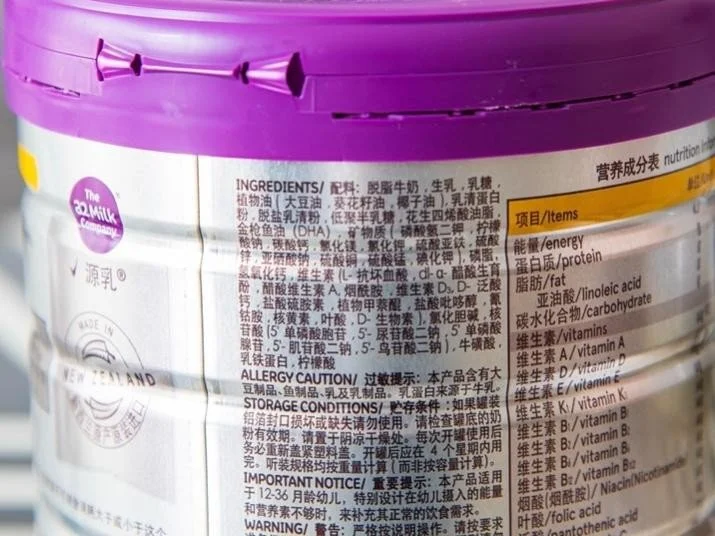 The
a2 Milk
Company
源乳®
MADE IN
NEW ZEALAND
INGREDIENTS/ 配料: 脱脂牛奶,生乳,乳糖,
植物油(大豆油,葵花籽油,椰子油),乳清蛋白
粉,脱盐乳清粉,低聚半乳糖,花生四烯酸油脂,
金枪鱼油(DHA),矿物质(磷酸氢二钾,柠檬
酸钠,碳酸钙,氯化镁,氯化钾,硫酸亚铁,硫酸
锌,亚硒酸钠,硫酸铜,硫酸锰,碘化钾),磷脂,
氢氧化钙,维生素(L-抗坏血酸,dl-α-醋酸生育
酚,醋酸维生素A,烟酰胺,维生素D₃,D-泛酸
钙,盐酸硫胺素,植物甲萘醌,盐酸吡哆醇,氰
钴胺,核黄素,叶酸,D-生物素),氯化胆碱,核
苷酸(5'单磷酸胞苷,5'-尿苷酸二钠,5'单磷酸
腺苷,5'-肌苷酸二钠,5'-鸟苷酸二钠),牛磺酸,
乳铁蛋白,柠檬酸
ALLERGY CAUTION/ 过敏提示: 本产品含有大
豆制品、鱼制品、乳及乳制品。乳蛋白来源于牛乳。
STORAGE CONDITIONS/ 贮存条件: 如果罐装
铝箔封口损坏或缺失请勿使用。请检查罐底的奶
粉有效期。请置于阴凉干燥处。每次开罐使用后
务必重新盖紧塑料盖。开罐后应在 4 个星期内用
完。听装规格均按重量计算(而非按容量计算)。
IMPORTANT NOTICE/ 重要提示: 本产品适用
于 12-36 月龄幼儿,特别设计在幼儿摄入的能量
和营养素不够时,来补充其正常的饮食需求。
WARNING/ 警告: 严格按说明操作。请按要求
营养成分表 nutrition
项目/Items
能量/energy
蛋白质/protein
脂肪/fat
亚油酸/linoleic acid
碳水化合物/carbohydrate
维生素/vitamins
维生素 A/vitamin A
维生素 D/vitamin D
维生素 E/vitamin E
维生素 K₁/vitamin K₁
维生素 B₁/vitamin B₁
维生素 B₂/vitamin B₂
维生素 B₆/vitamin B₆
维生素 B₁₂/vitamin B₁₂
烟酸(烟酰胺)/Niacin(Nicotinamide)
叶酸/folic acid
泛酸/pantothenic acid